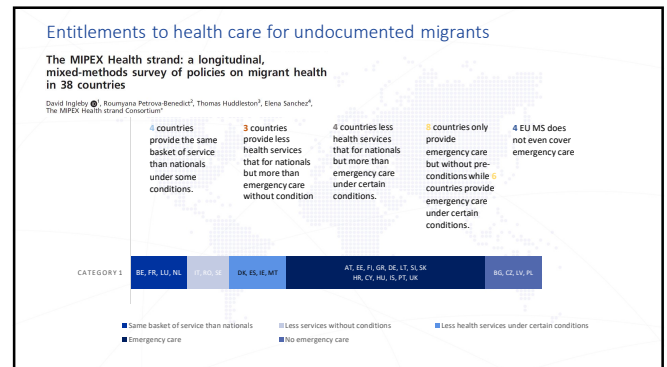 Entitlements to health care for undocumented migrants
The MIPEX Health strand: a longitudinal,
mixed-methods survey of policies on migrant health
in 38 countries
David Ingleby 1, Roumyana Petrova-Benedict2, Thomas Huddleston3, Elena Sanchez4,
The MIPEX Health strand Consortium*
4 countries
provide the same
basket of service
than nationals
under some
conditions.
3 countries
provide less
health services
that for nationals
but more than
emergency care
without condition
4 countries less
health services
that for nationals
but more than
emergency care
under certain
conditions.
8 countries only
provide
emergency care
but without pre-
conditions while 6
countries provide
emergency care
under certain
conditions.
4 EU MS does
not even cover
emergency care
CATEGORY 1
BE, FR, LU, NL
IT, RO, SE
DK, ES, IE, MT
AT, EE, FI, GR, DE, LT, SI, SK
HR, CY, HU, IS, PT, UK
BG, CZ, LV, PL
Same basket of service than nationals
Less services without conditions
Less health services under certain conditions
Emergency care
No emergency care